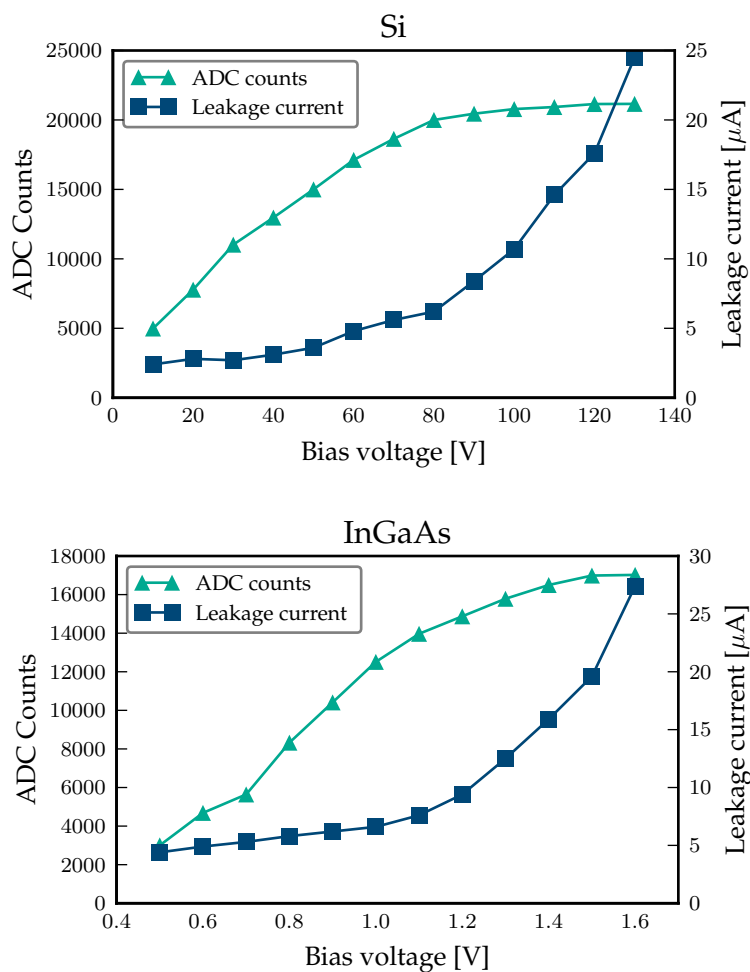 Si
ADC counts
Leakage current
25000
20000
15000
10000
5000
0
ADC Counts
25
20
15
10
5
0
Leakage current [μA]
0 20 40 60 80 100 120 140
Bias voltage [V]
InGaAs
ADC counts
Leakage current
18000
16000
14000
12000
10000
8000
6000
4000
2000
0
ADC Counts
30
25
20
15
10
5
0
Leakage current [μA]
0.4 0.6 0.8 1.0 1.2 1.4 1.6
Bias voltage [V]